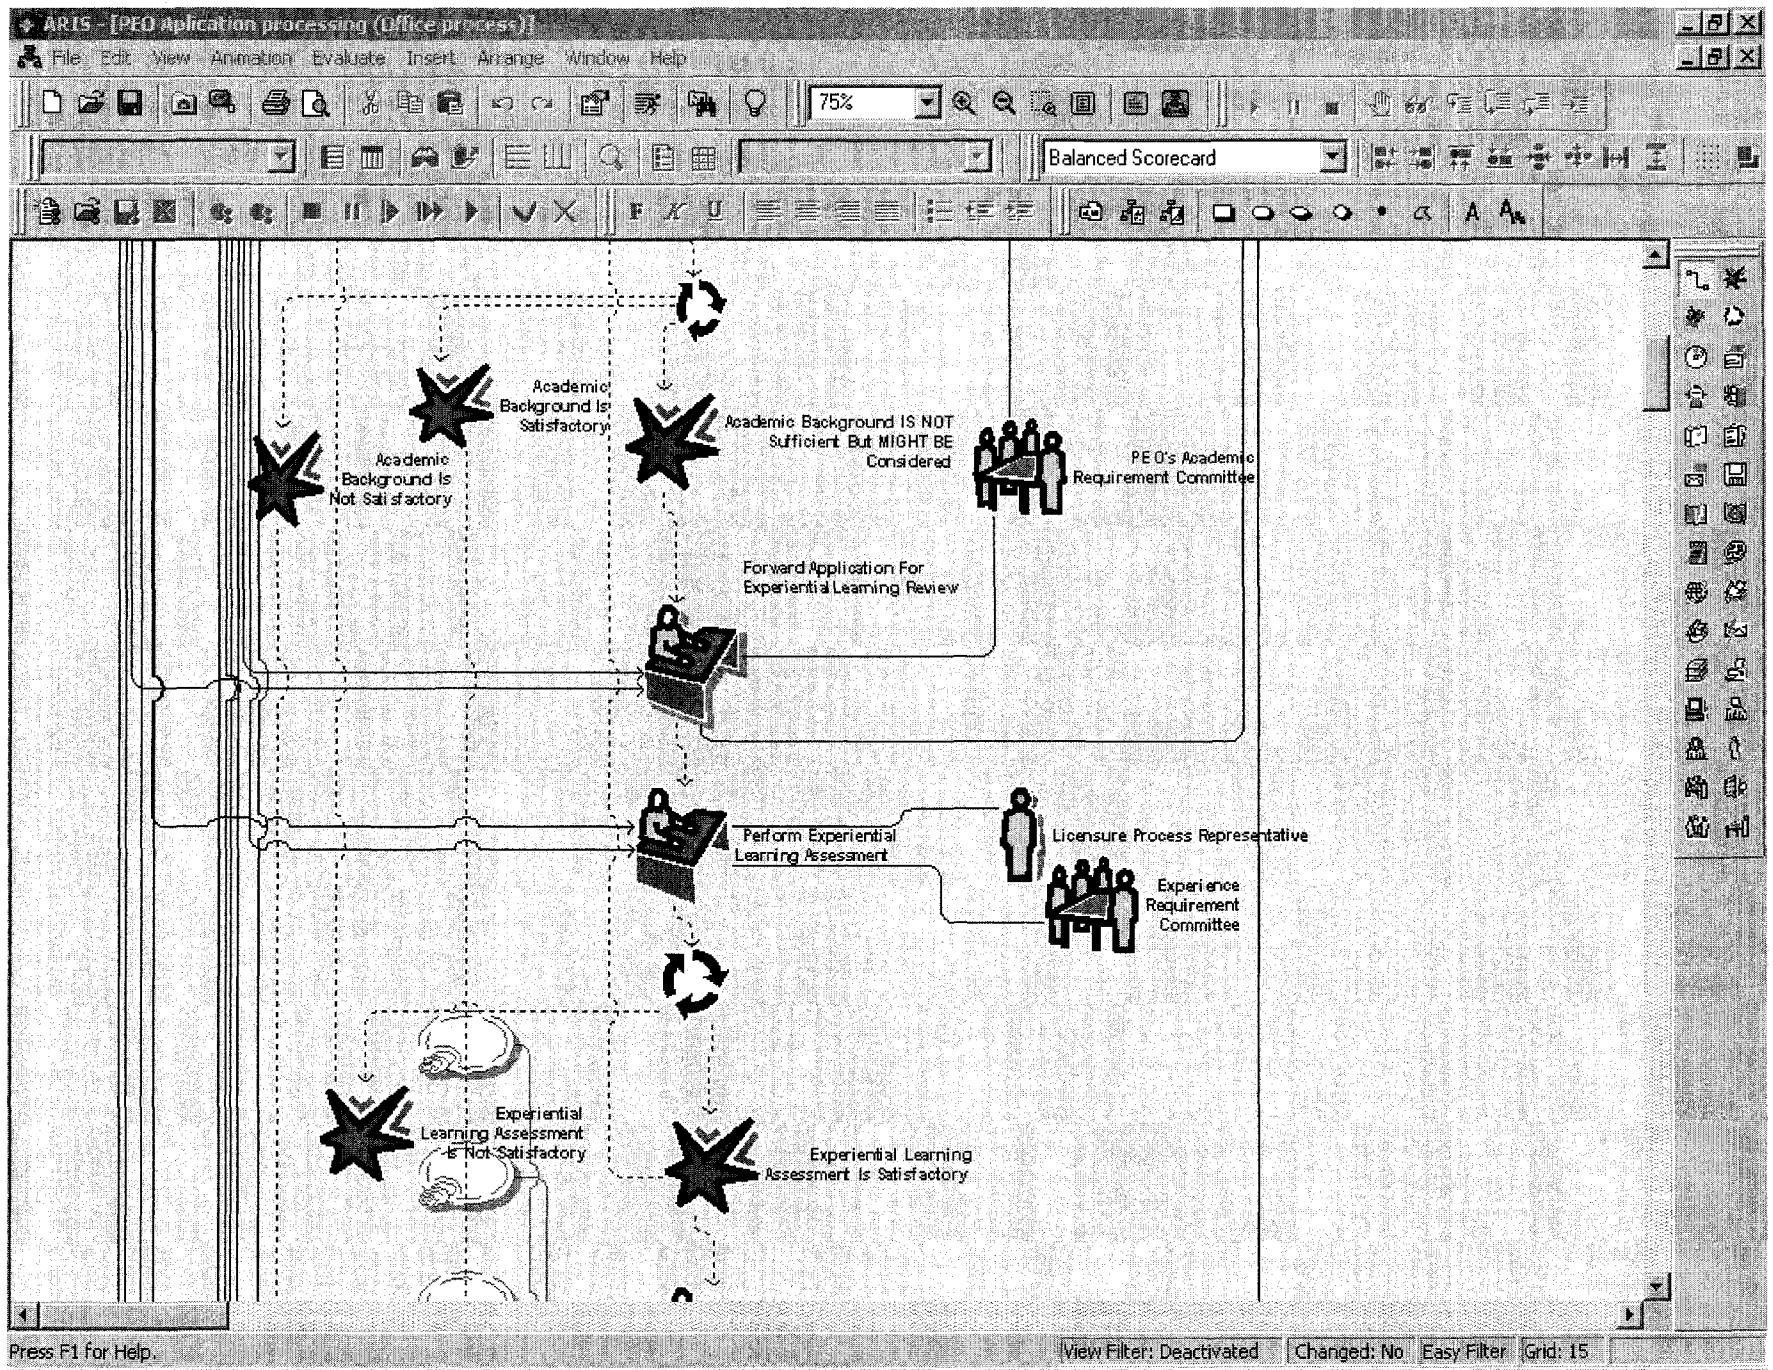 ARIS - [PEO Aplication processing (Office process)]
File Edit View Animation Evaluate Insert Arrange Window Help
75%
Balanced Scorecard
F K U
A A
Academic
Background Is
Satisfactory
Academic Background IS NOT
Sufficient But MIGHT BE
Considered
Academic
Background Is
Not Satisfactory
PEO's Academic
Requirement Committee
Forward Application For
Experiential Learning Review
Perform Experiential
Learning Assessment
Licensure Process Representative
Experience
Requirement
Committee
Experiential
Learning Assessment
Is Not Satisfactory
Experiential Learning
Assessment Is Satisfactory
Press F1 for Help.
View Filter: Deactivated Changed: No Easy Filter Grid: 15